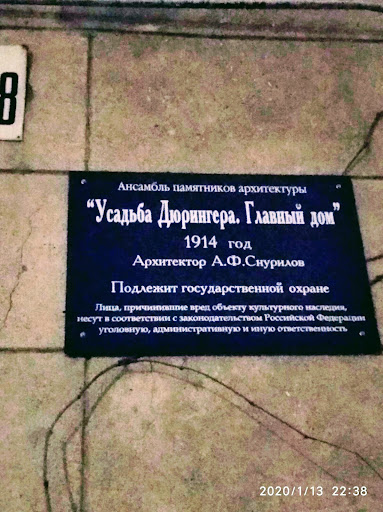 8
Ансамбль памятников архитектуры
“Усадьба Дюрингера. Главный дом”
1914 год
Архитектор А.Ф.Снурилов
Подлежит государственной охране
Лица, причинившие вред объекту культурного наследия,
несут в соответствии с законодательством Российской Федерации
уголовную, административную и иную ответственность
2020/1/13 22:38